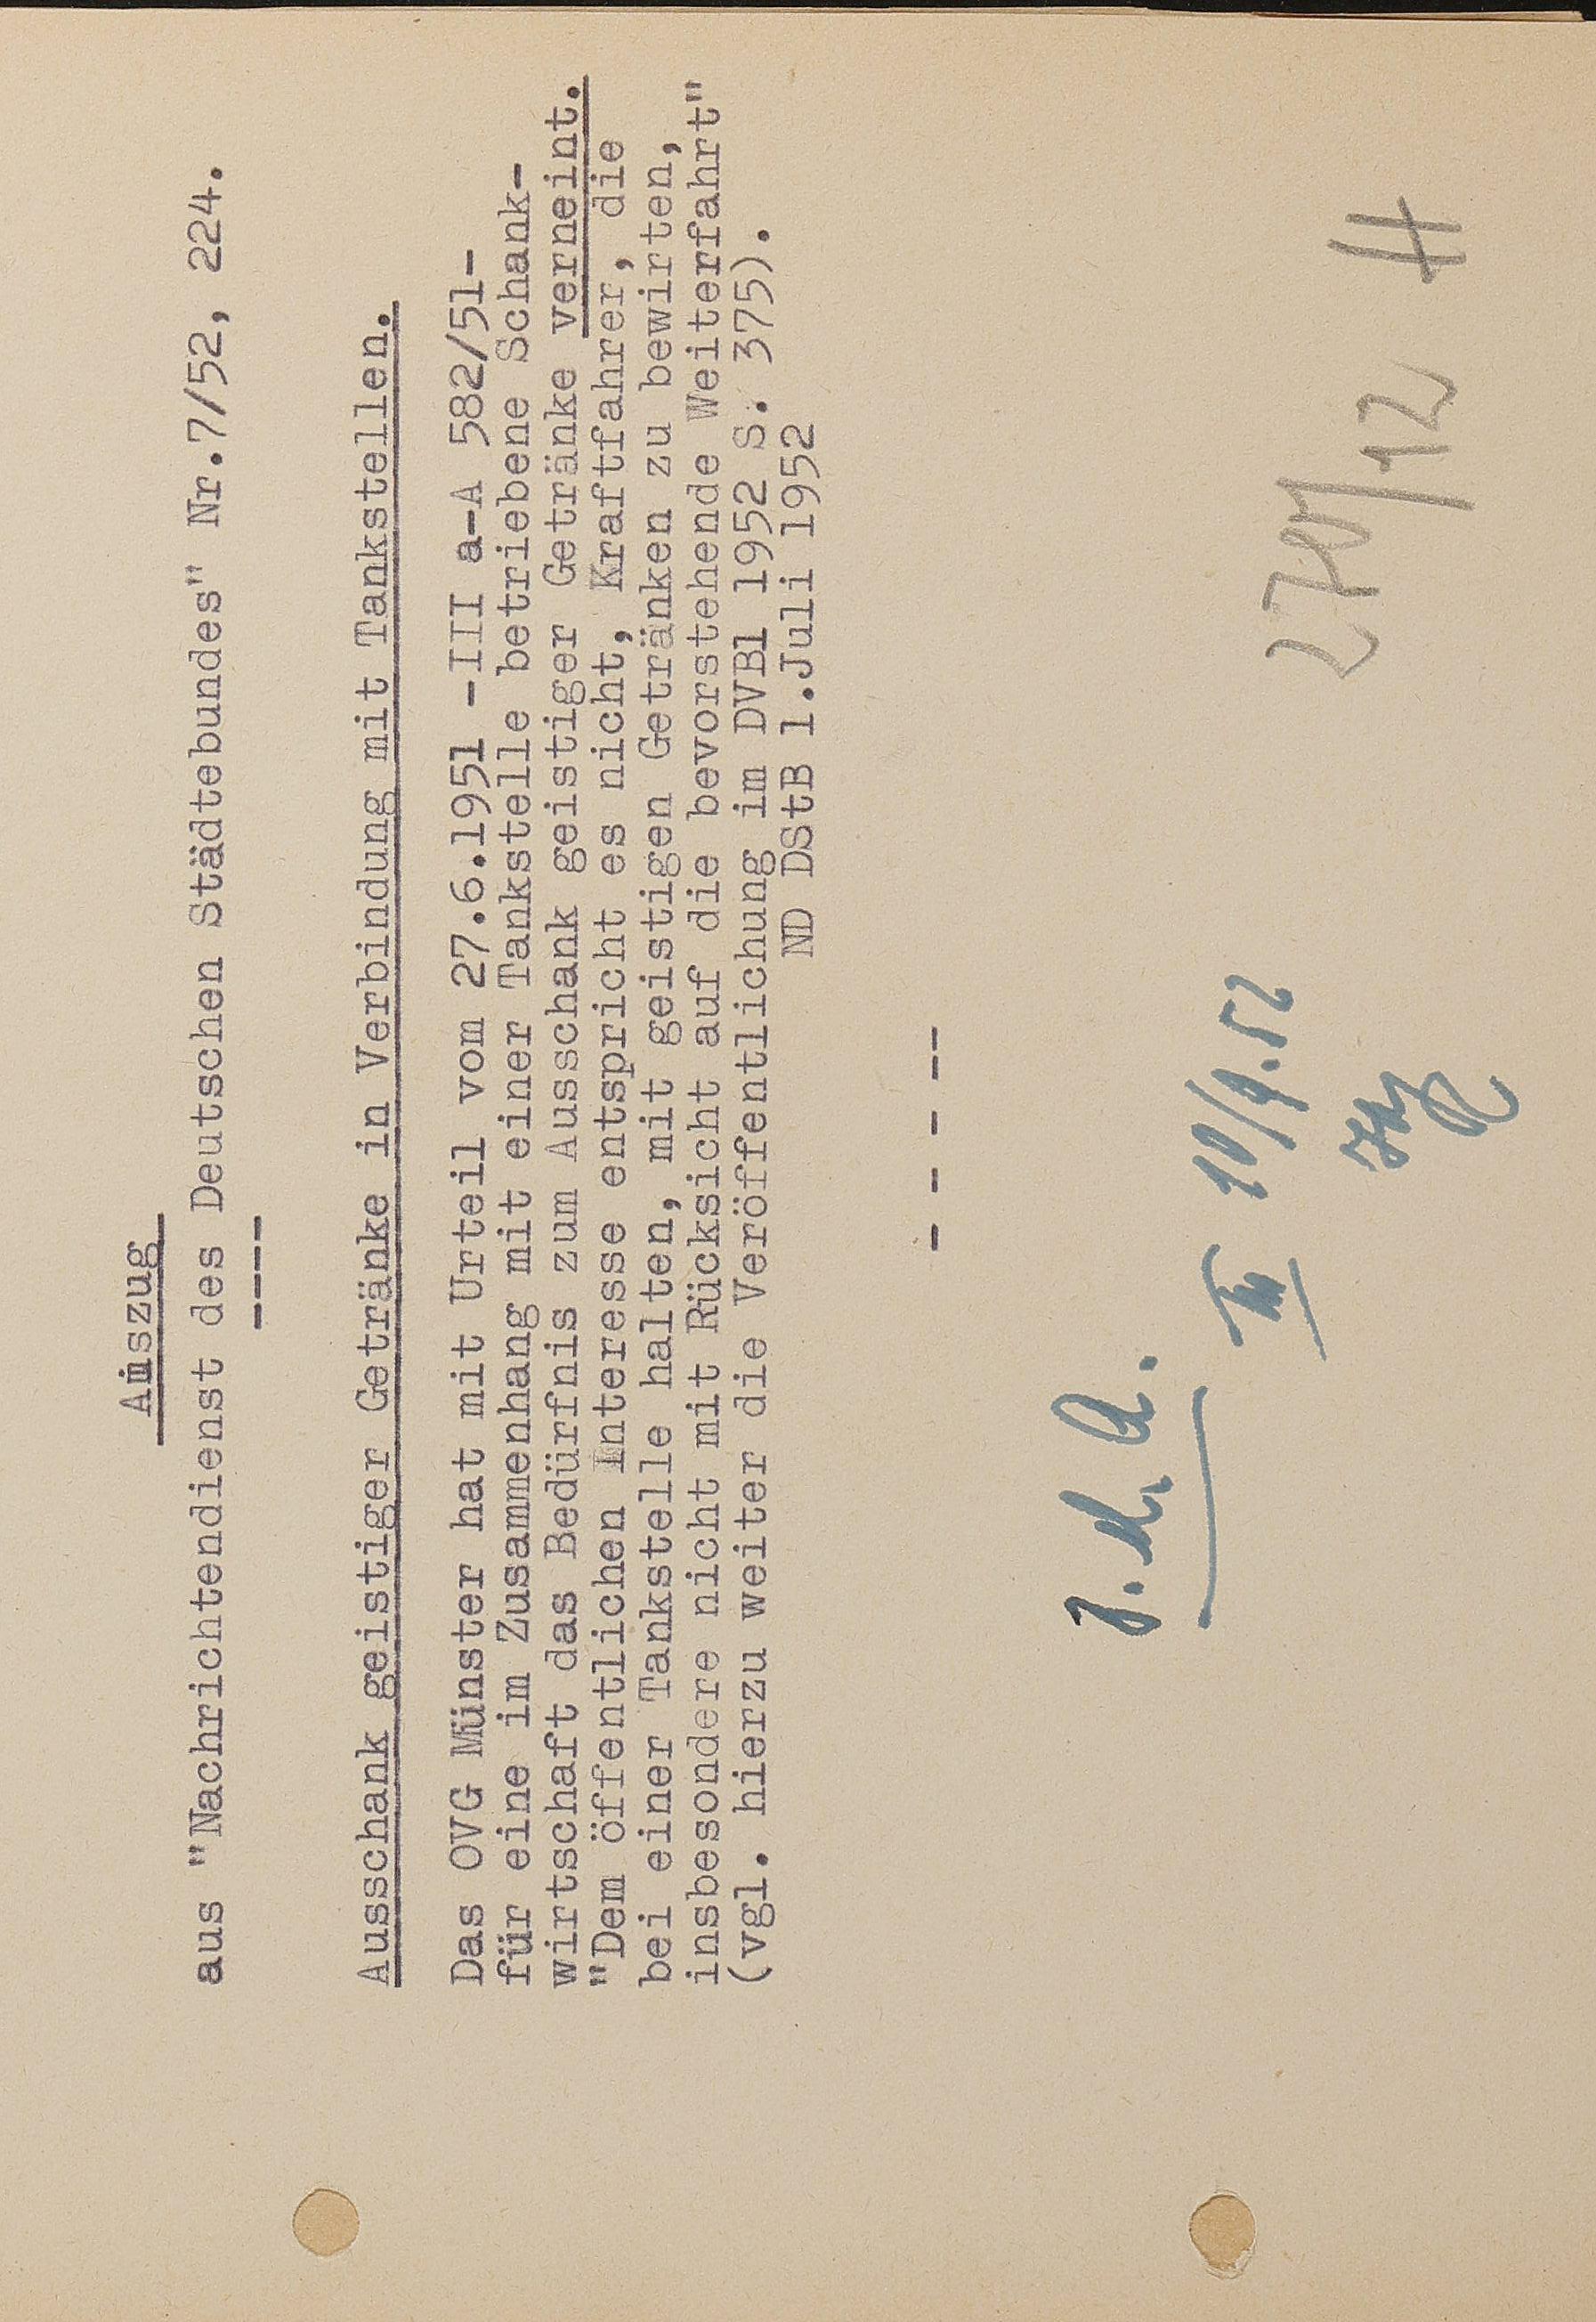 Auszug
aus "Nachrichtendienst des Deutschen Städtebundes" Nr.7/52, 224.
----
Ausschank geistiger Getränke in Verbindung mit Tankstellen.
Das OVG Münster hat mit Urteil vom 27.6.1951 -III a-A 582/51-
für eine im Zusammenhang mit einer Tankstelle betriebene Schank-
wirtschaft das Bedürfnis zum Ausschank geistiger Getränke verneint.
"Dem öffentlichen Interesse entspricht es nicht, Kraftfahrer, die
bei einer Tankstelle halten, mit geistigen Getränken zu bewirten,
insbesondere nicht mit Rücksicht auf die bevorstehende Weiterfahrt"
(vgl. hierzu weiter die Veröffentlichung im DVBl 1952 S. 375).
ND DStB 1.Juli 1952
- - - --
III 10/9.52